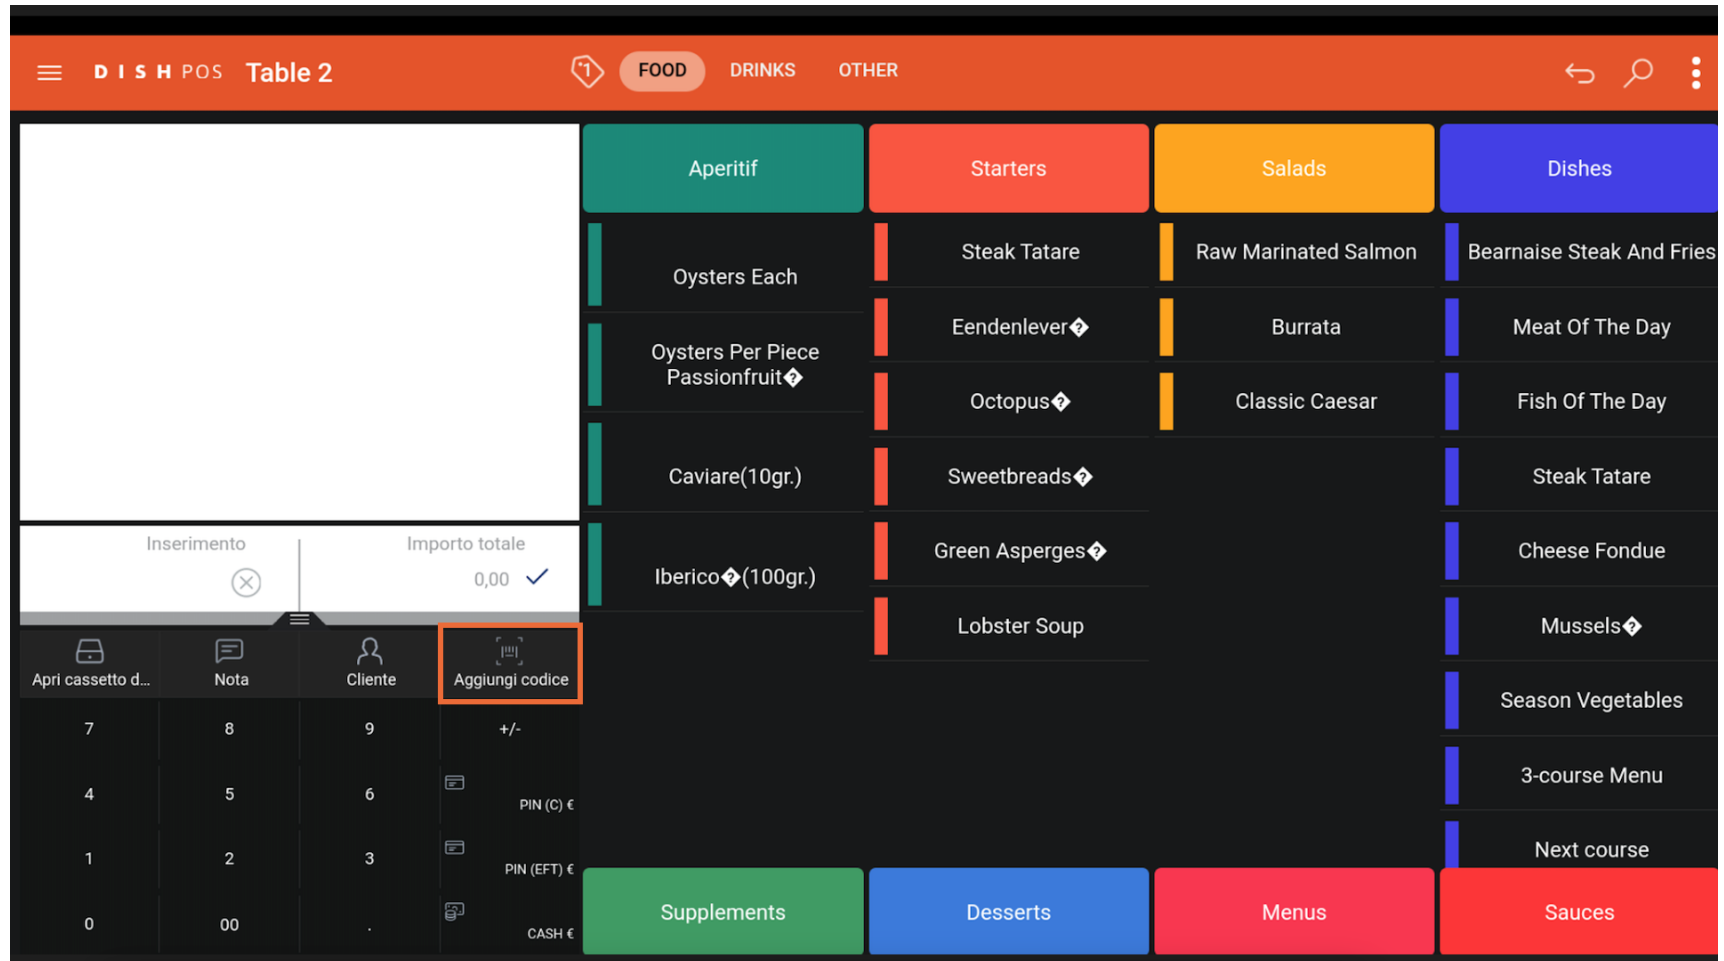 DISH POS Table 2
1 FOOD DRINKS OTHER
Aperitif
Starters
Salads
Dishes
Oysters Each
Oysters Per Piece
Passionfruit�
Caviare(10gr.)
Iberico�(100gr.)
Steak Tatare
Eendenlever�
Octopus�
Sweetbreads�
Green Asperges�
Lobster Soup
Raw Marinated Salmon
Burrata
Classic Caesar
Bearnaise Steak And Fries
Meat Of The Day
Fish Of The Day
Steak Tatare
Cheese Fondue
Mussels�
Season Vegetables
3-course Menu
Next course
Inserimento
Importo totale
0,00
Apri cassetto d...
Nota
Cliente
Aggiungi codice
7 8 9 +/-
4 5 6 PIN (C) €
1 2 3 PIN (EFT) €
0 00 . CASH €
Supplements
Desserts
Menus
Sauces